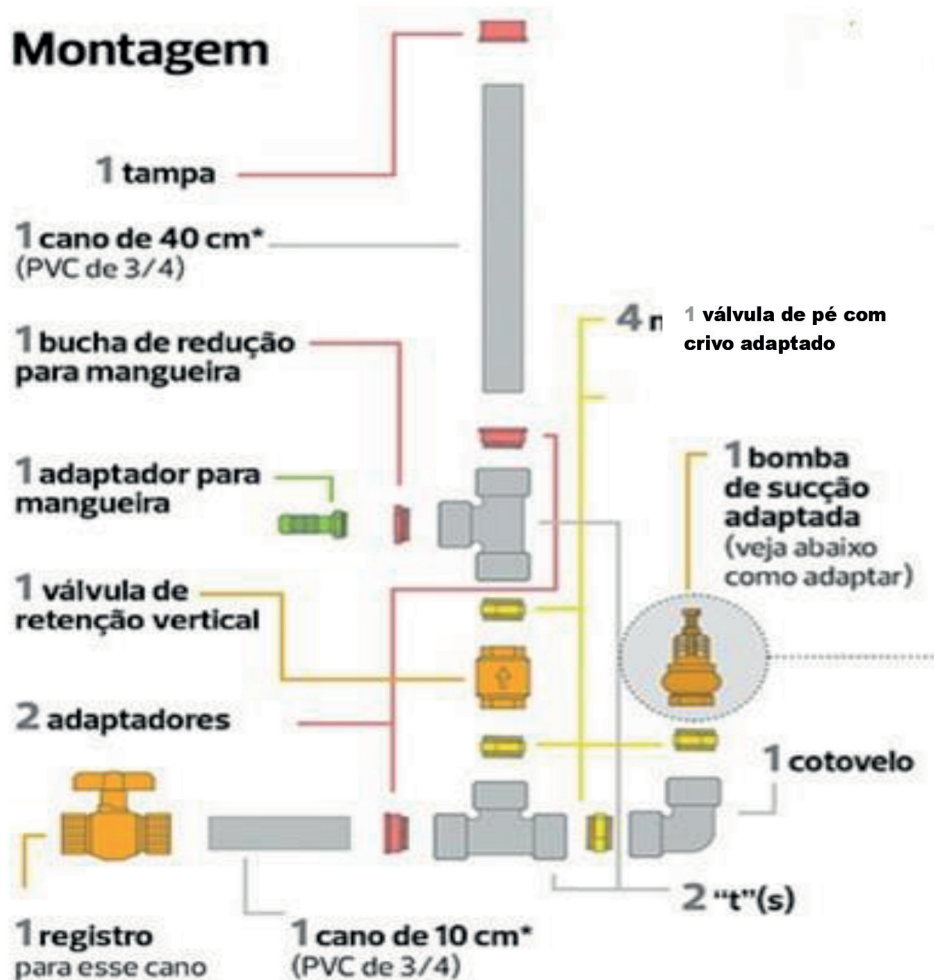 Montagem
1 tampa
1 cano de 40 cm*
(PVC de 3/4)
1 bucha de redução
para mangueira
1 adaptador para
mangueira
1 válvula de
retenção vertical
2 adaptadores
1 registro
para esse cano
1 cano de 10 cm*
(PVC de 3/4)
4
1 válvula de pé com
crivo adaptado
1 bomba
de sucção
adaptada
(veja abaixo
como adaptar)
1 cotovelo
2 “t”(s)